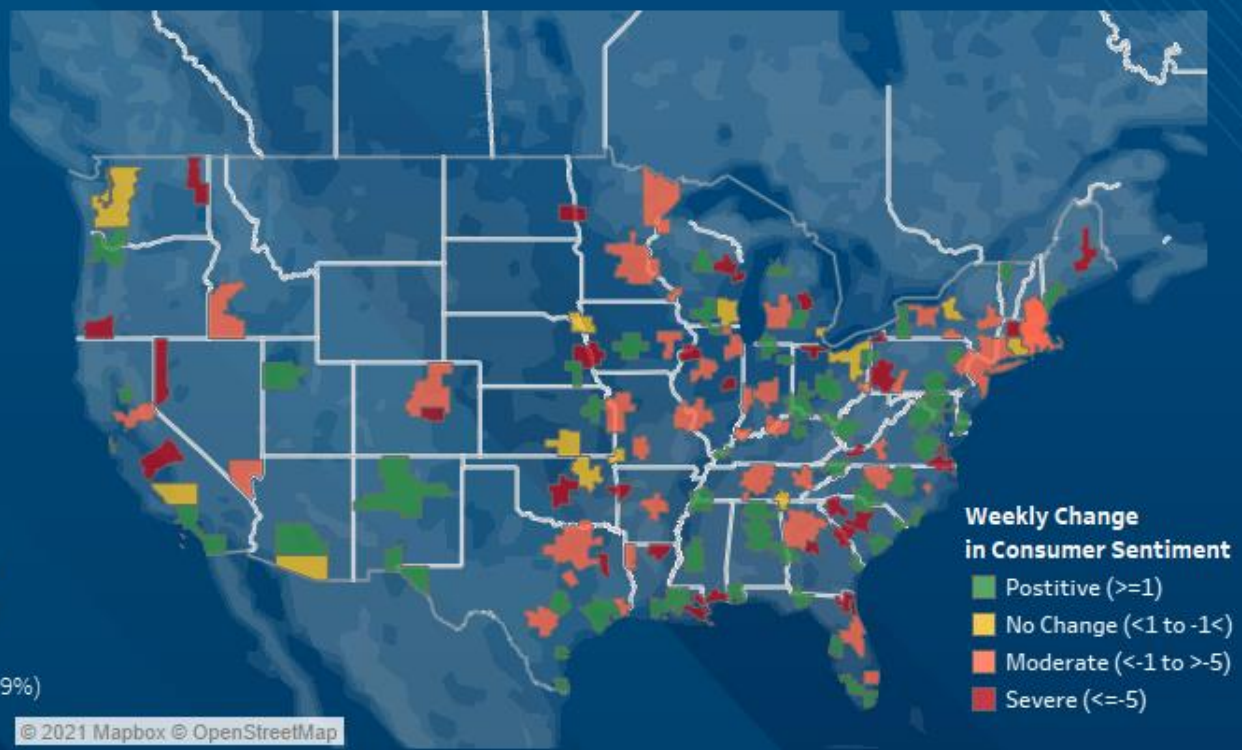 Weekly Change
in Consumer Sentiment
Postitive (>=1)
No Change (<1 to -1<)
Moderate (<-1 to >-5)
Severe (<=-5)
9%)
© 2021 Mapbox © OpenStreetMap